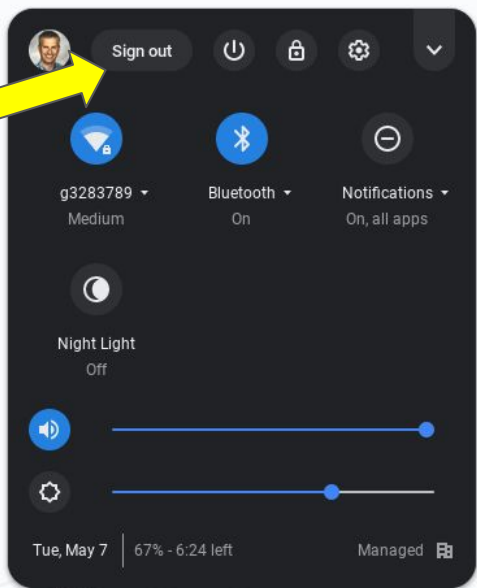 Sign out
g3283789 Bluetooth Notifications
Medium On On, all apps
Night Light
Off
Tue, May 7 67% - 6:24 left Managed